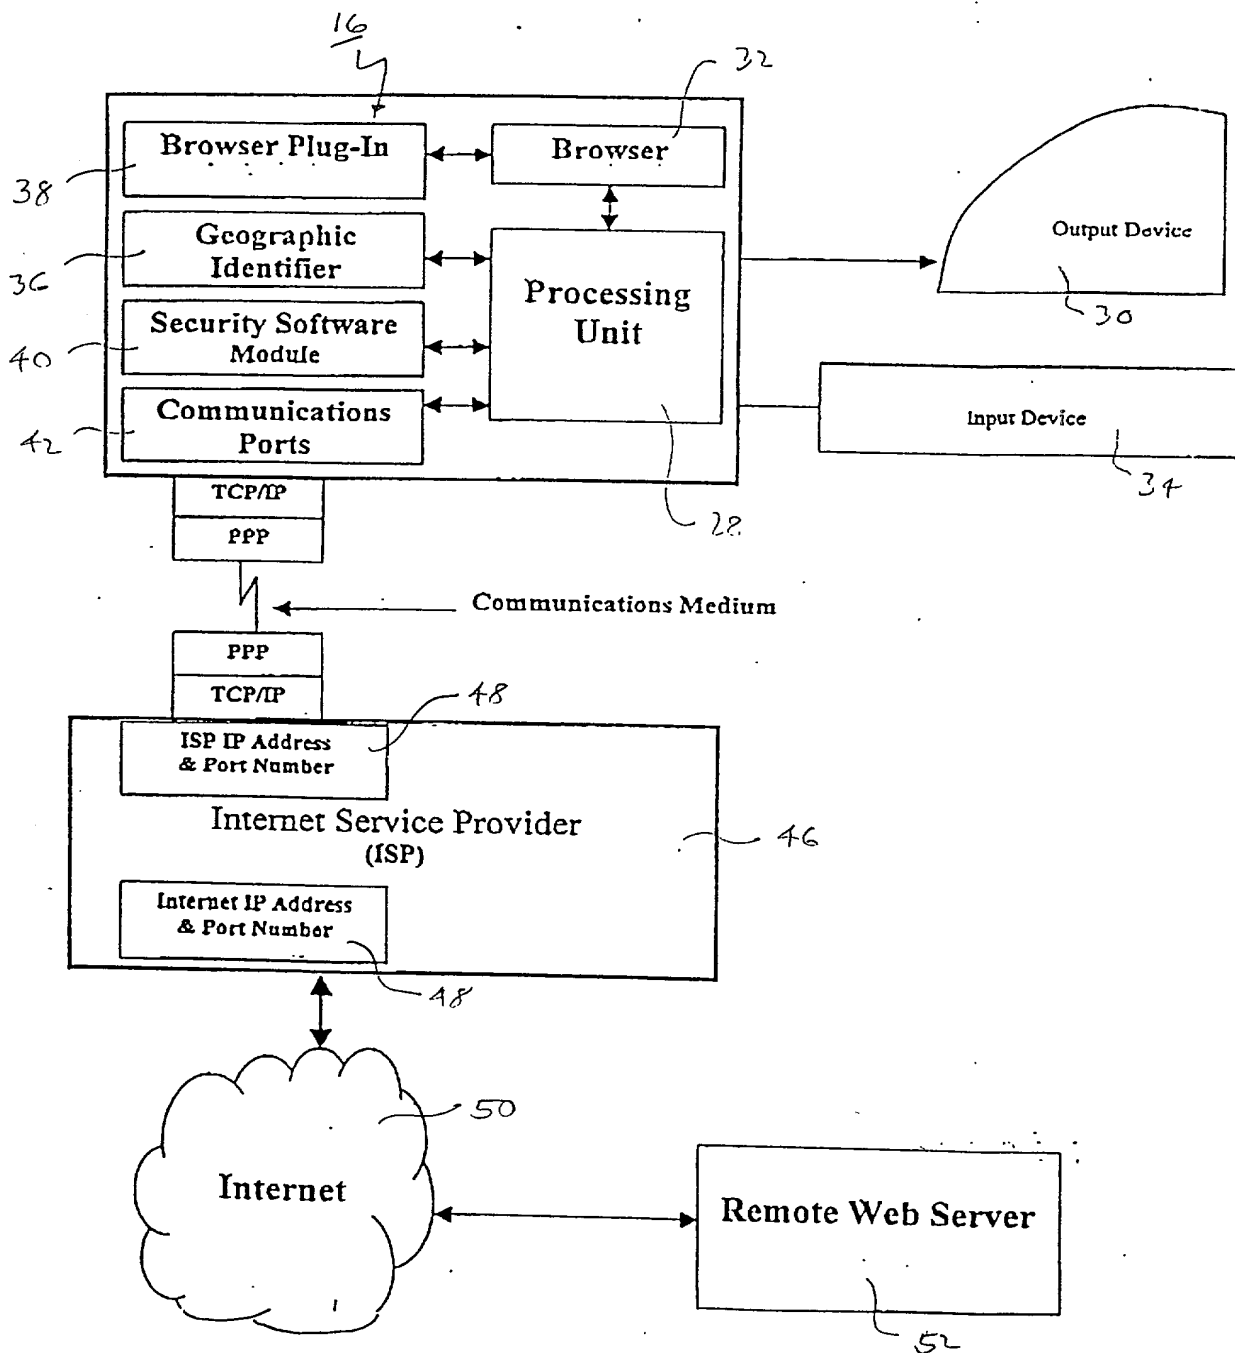 16
32
Browser Plug-In
Browser
38
Geographic
Identifier
Output Device
36
Processing
Unit
30
Security Software
Module
40
Communications
Ports
Input Device
42
34
TCP/IP
28
PPP
Communications Medium
PPP
TCP/IP
48
ISP IP Address
& Port Number
Internet Service Provider
(ISP)
46
Internet IP Address
& Port Number
48
50
Internet
Remote Web Server
52